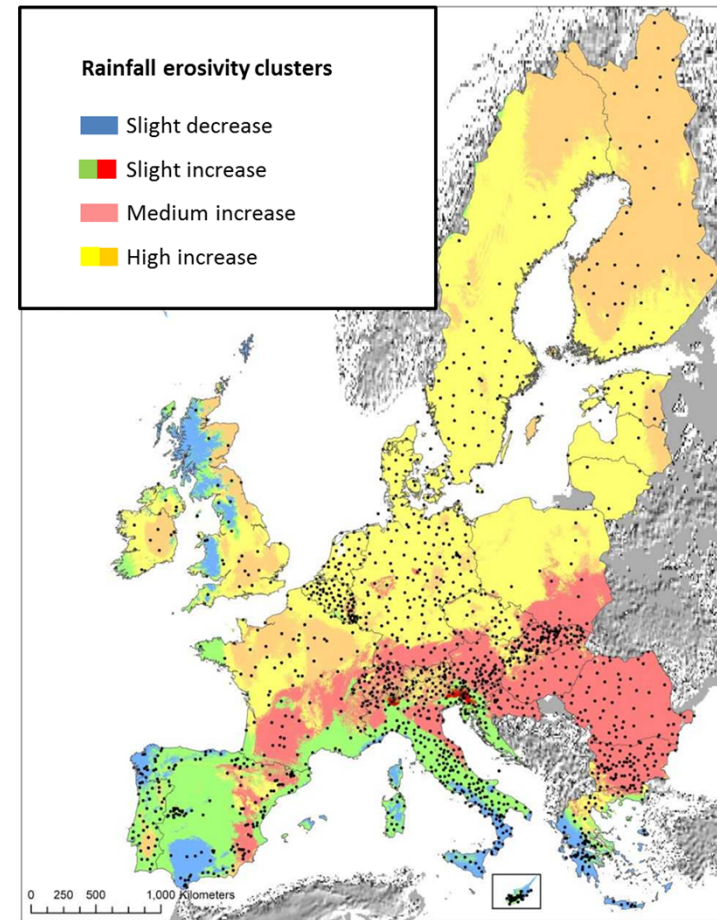 Rainfall erosivity clusters
Slight decrease
Slight increase
Medium increase
High increase
0 250 500 1,000 Kilometers